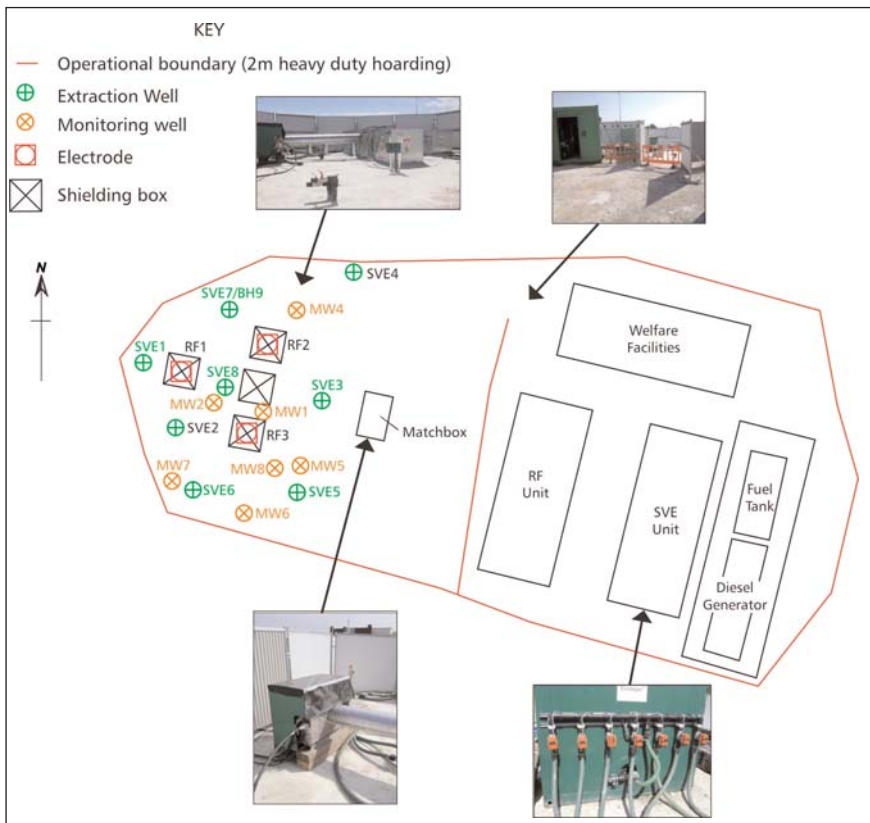 KEY
Operational boundary (2m heavy duty hoarding)
Extraction Well
Monitoring well
Electrode
Shielding box
N
SVE4
SVE7/BH9
MW4
Welfare
Facilities
RF1
RF2
SVE1
SVE8
SVE3
MW2
MW1
Matchbox
SVE2
RF3
MW7
MW8
MW5
SVE6
SVE5
MW6
RF
Unit
SVE
Unit
Fuel
Tank
Diesel
Generator